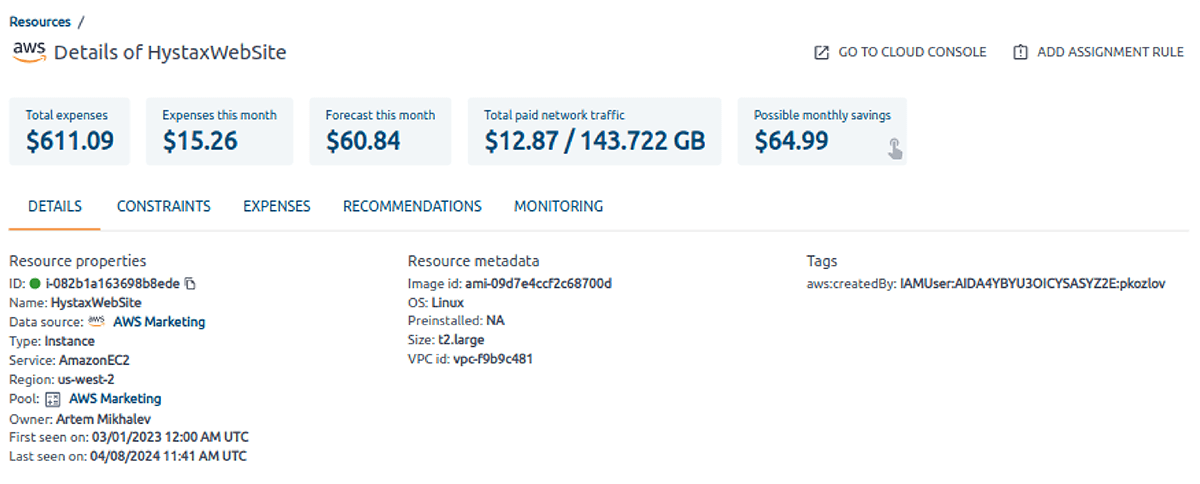 Resources /
aws Details of HystaxWebSite
GO TO CLOUD CONSOLE
ADD ASSIGNMENT RULE
Total expenses
$611.09
Expenses this month
$15.26
Forecast this month
$60.84
Total paid network traffic
$12.87 / 143.722 GB
Possible monthly savings
$64.99
DETAILS
CONSTRAINTS
EXPENSES
RECOMMENDATIONS
MONITORING
Resource properties
ID: i-082b1a163698b8ede
Name: HystaxWebSite
Data source: aws AWS Marketing
Type: Instance
Service: AmazonEC2
Region: us-west-2
Pool: AWS Marketing
Owner: Artem Mikhalev
First seen on: 03/01/2023 12:00 AM UTC
Last seen on: 04/08/2024 11:41 AM UTC
Resource metadata
Image id: ami-09d7e4ccf2c68700d
OS: Linux
Preinstalled: NA
Size: t2.large
VPC id: vpc-f9b9c481
Tags
aws:createdBy: IAMUser:AIDA4YBYU3OICYSASYZ2E:pkozlov